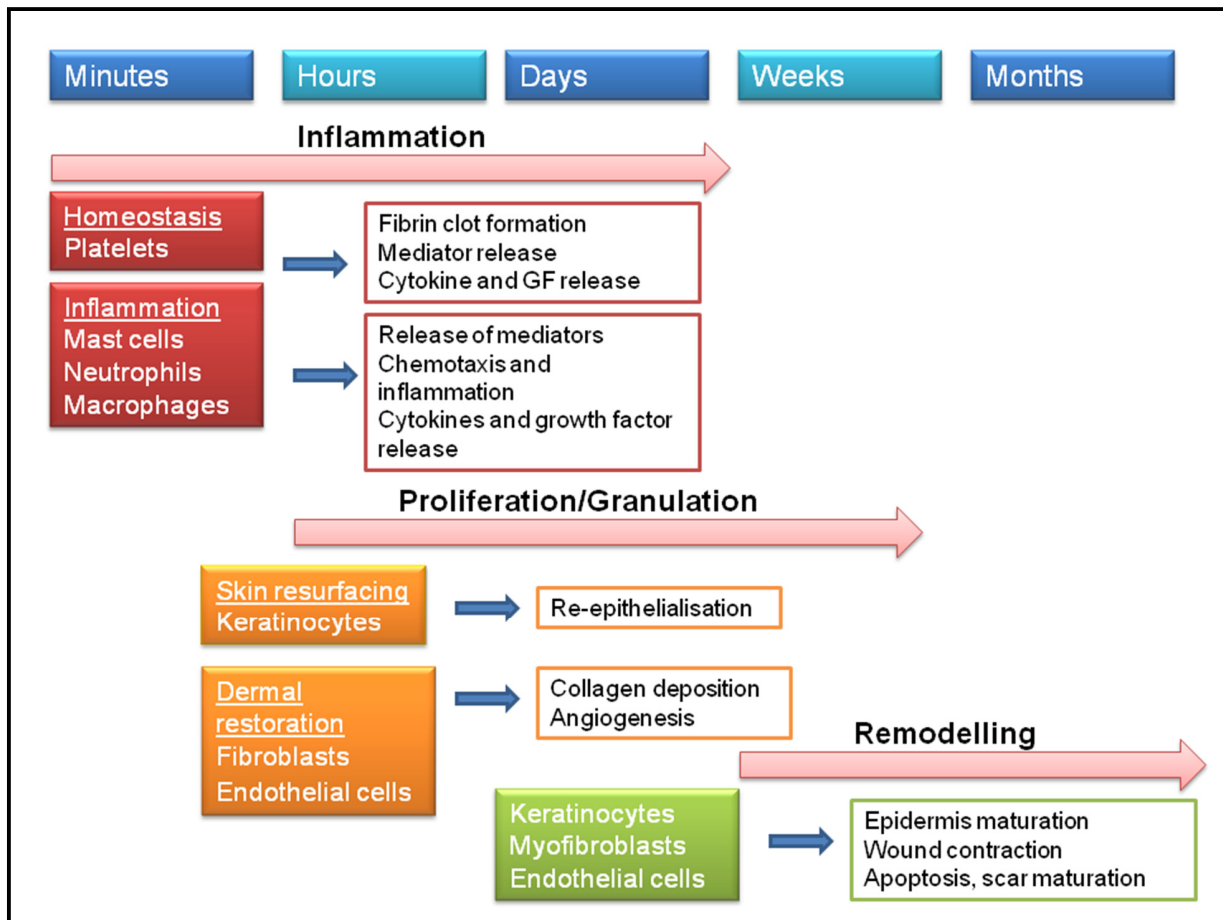 Minutes
Hours
Days
Weeks
Months
Inflammation
Homeostasis
Platelets
Fibrin clot formation
Mediator release
Cytokine and GF release
Inflammation
Mast cells
Neutrophils
Macrophages
Release of mediators
Chemotaxis and
inflammation
Cytokines and growth factor
release
Proliferation/Granulation
Skin resurfacing
Keratinocytes
Re-epithelialisation
Dermal
restoration
Fibroblasts
Endothelial cells
Collagen deposition
Angiogenesis
Remodelling
Keratinocytes
Myofibroblasts
Endothelial cells
Epidermis maturation
Wound contraction
Apoptosis, scar maturation